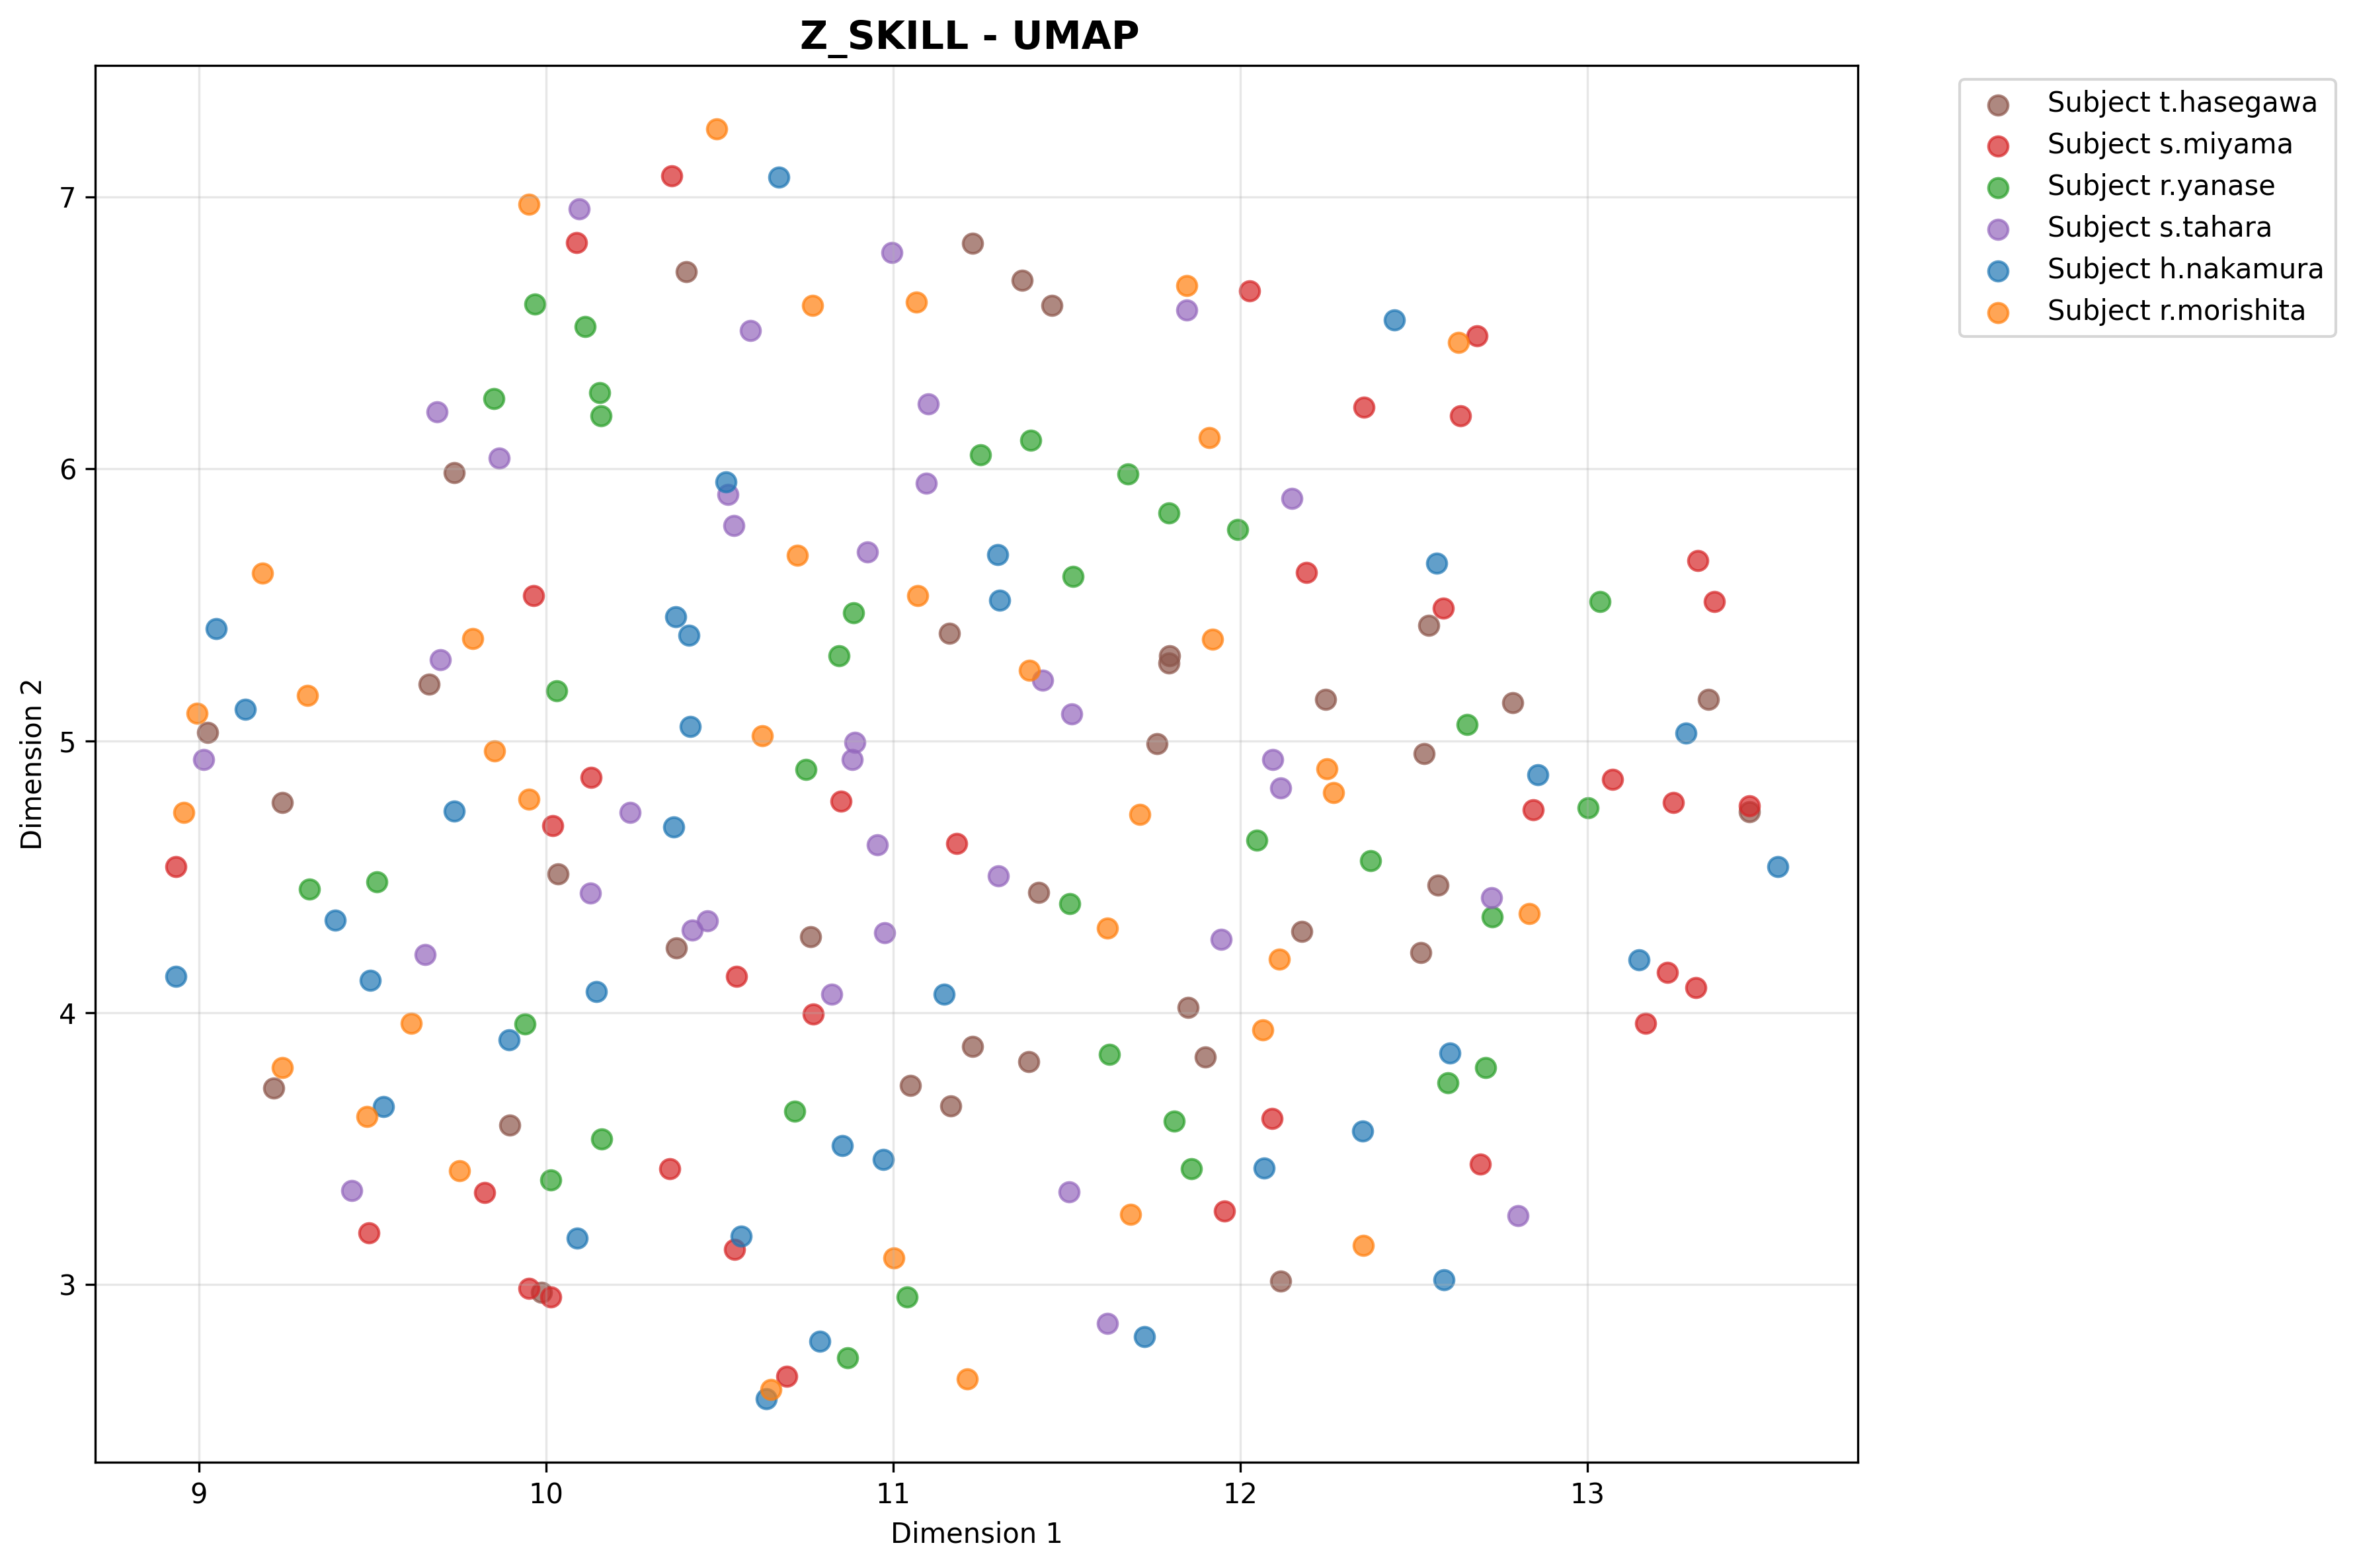 Z_SKILL - UMAP
Subject t.hasegawa
Subject s.miyama
Subject r.yanase
Subject s.tahara
Subject h.nakamura
Subject r.morishita
Dimension 2
7
6
5
4
3
9 10 11 12 13
Dimension 1